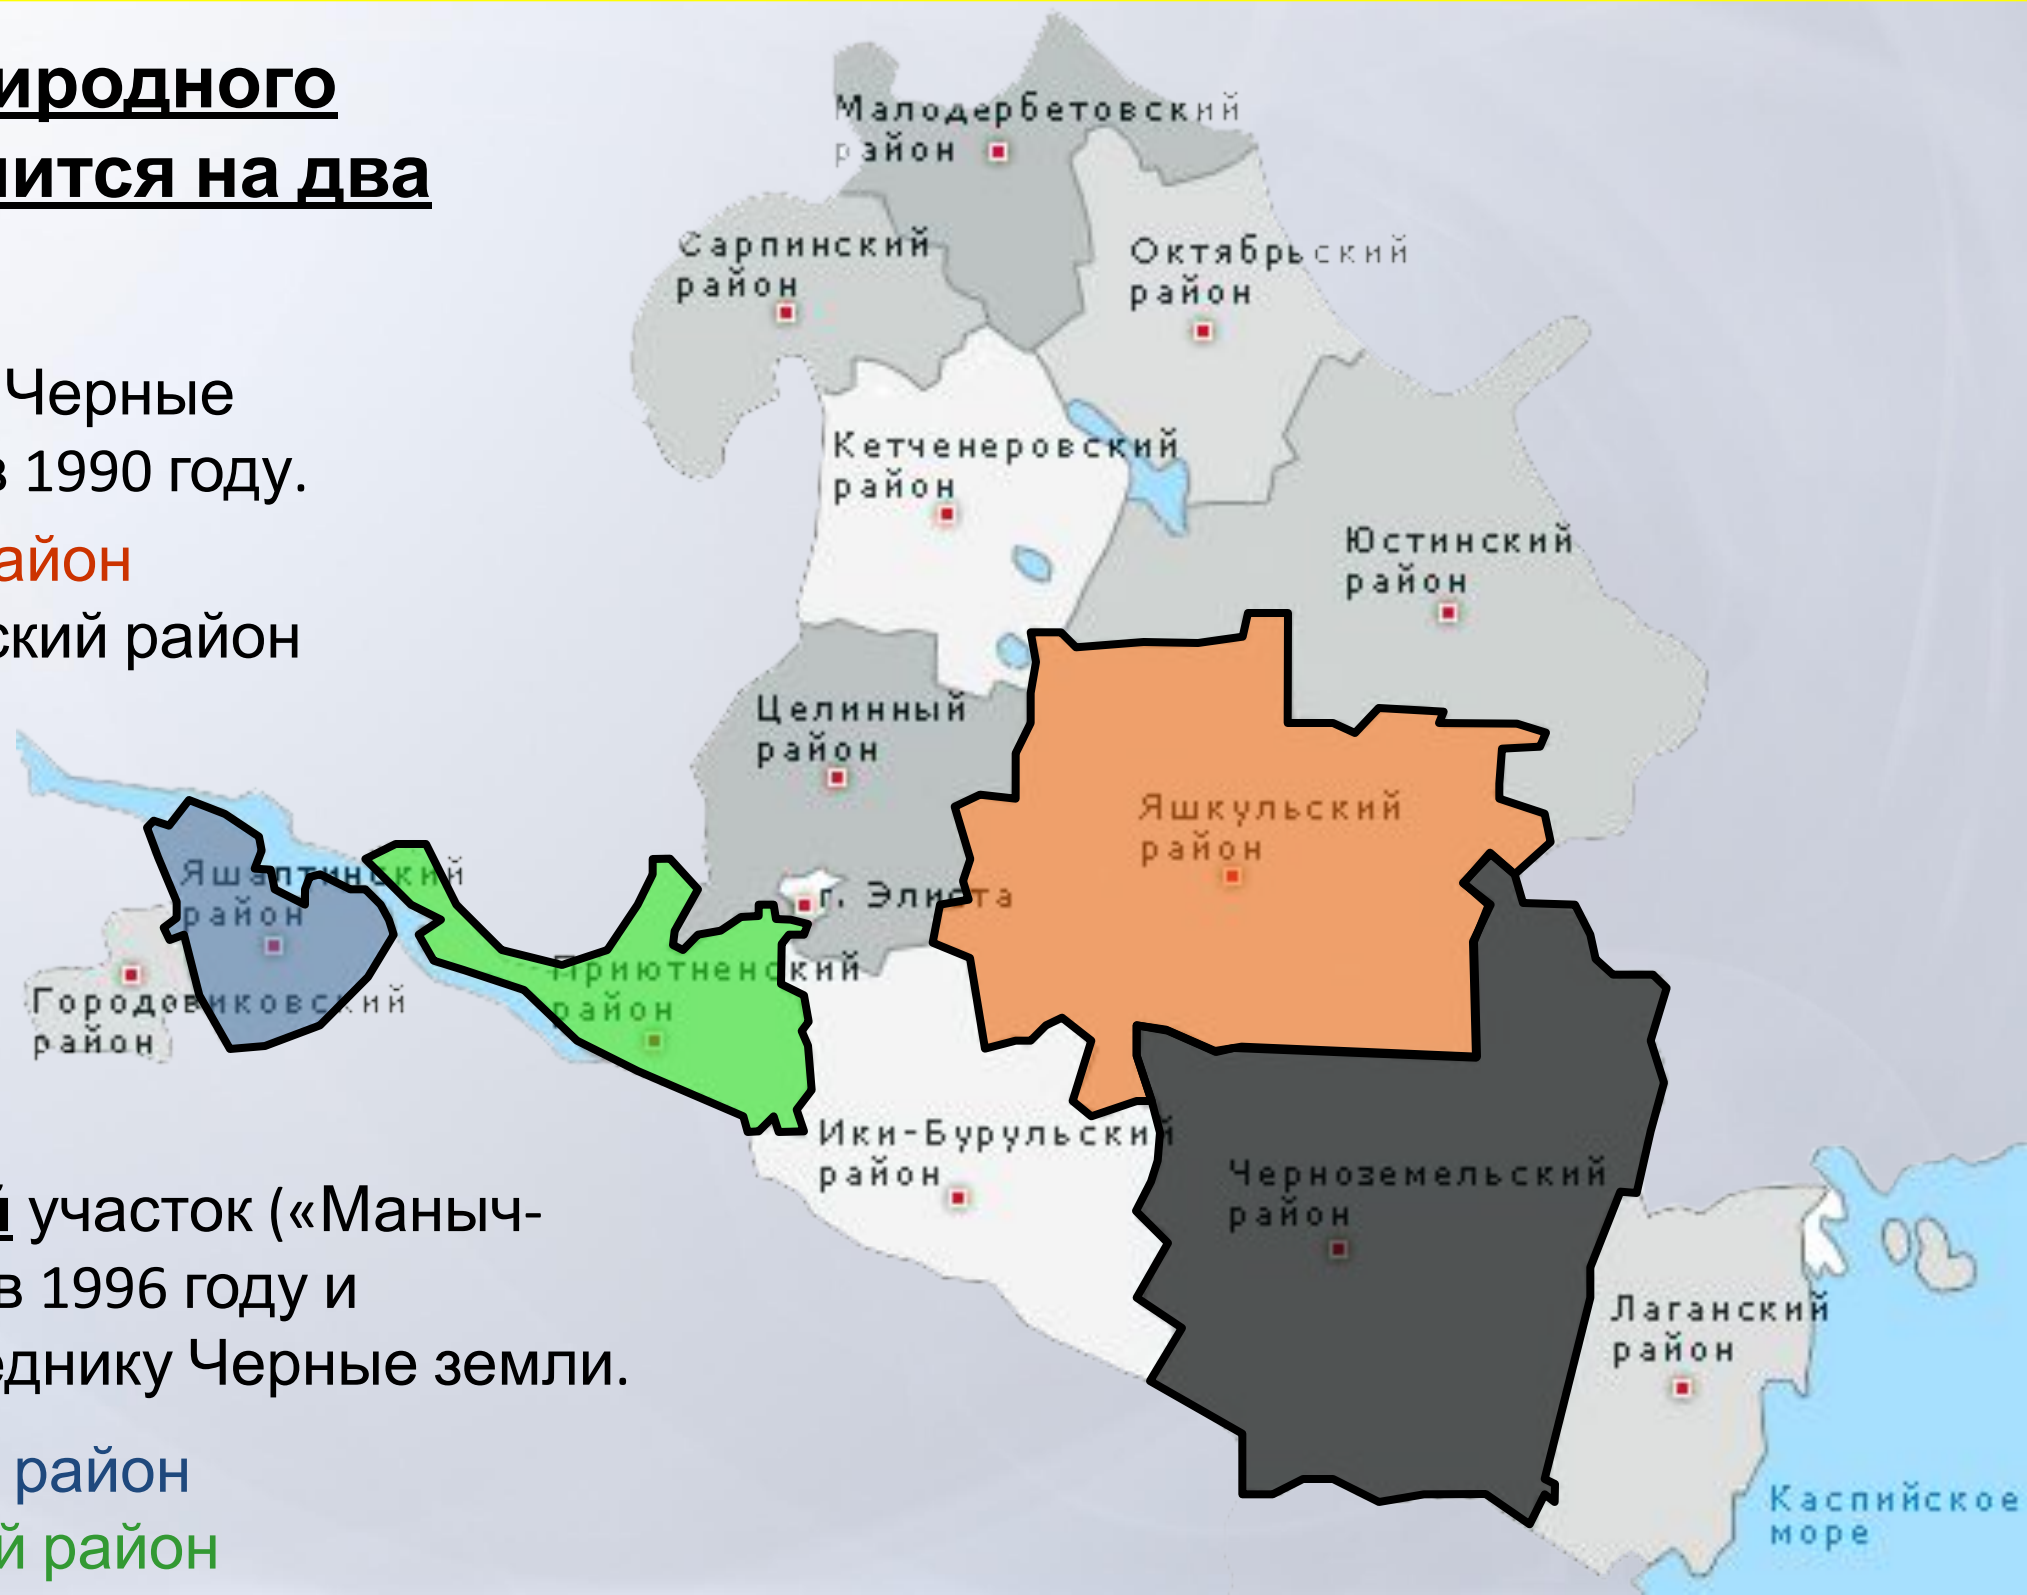 иродного
ится на два
Черные
в 1990 году.
айон
ский район
й участок («Маныч-
в 1996 году и
еднику Черные земли.
район
й район
Малодербетовский
район
Сарпинский
район
Октябрьский
район
Кетченеровский
район
Юстинский
район
Целинный
район
Яшкульский
район
Яшалтинский
район
г. Элиста
Приютненский
район
Городовиковский
район
Ики-Бурульский
район
Черноземельский
район
Лаганский
район
Каспийское
море